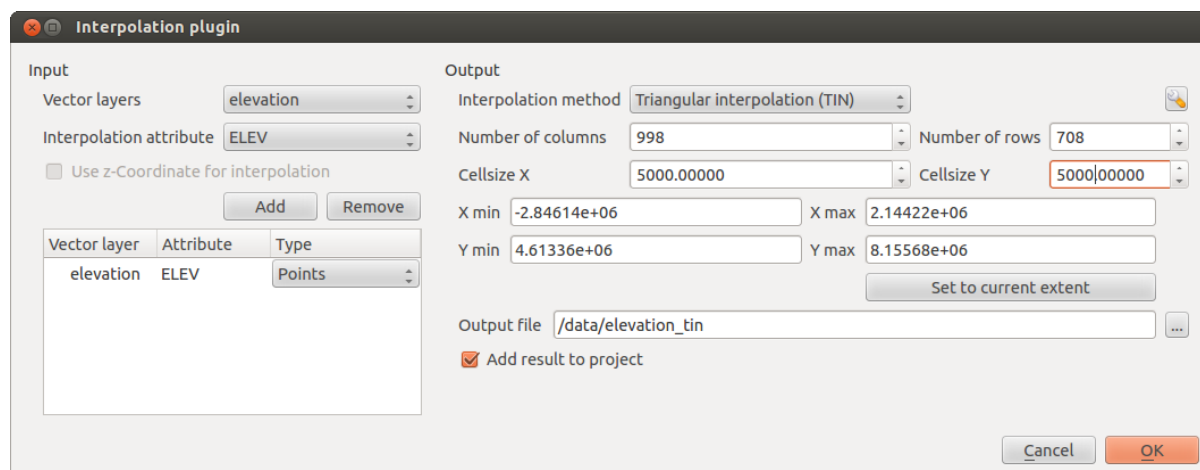 Interpolation plugin
Input
Vector layers elevation
Interpolation attribute ELEV
Use z-Coordinate for interpolation
Add Remove
Vector layer Attribute Type
elevation ELEV Points
Output
Interpolation method Triangular interpolation (TIN)
Number of columns 998 Number of rows 708
Cellsize X 5000.00000 Cellsize Y 5000.00000
X min -2.84614e+06 X max 2.14422e+06
Y min 4.61336e+06 Y max 8.15568e+06
Set to current extent
Output file /data/elevation_tin ...
Add result to project
Cancel OK